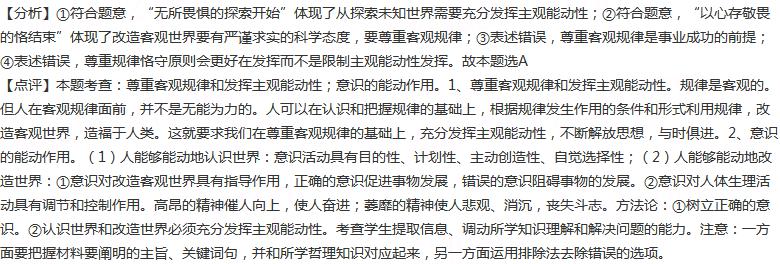 【分析】①符合题意，“无所畏惧的探索开始”体现了从探索未知世界需要充分发挥主观能动性；②符合题意，“以心存敬畏
的恪结束”体现了改造客观世界要有严谨求实的科学态度，要尊重客观规律；③表述错误，尊重客观规律是事业成功的前提；
④表述错误，尊重规律恪守原则会更好在发挥而不是限制主观能动性发挥。故本题选A
【点评】本题考查：尊重客观规律和发挥主观能动性；意识的能动作用。1、尊重客观规律和发挥主观能动性。规律是客观的。
但人在客观规律面前，并不是无能为力的。人可以在认识和把握规律的基础上，根据规律发生作用的条件和形式利用规律，改
造客观世界，造福于人类。这就要求我们在尊重客观规律的基础上，充分发挥主观能动性，不断解放思想，与时俱进。2、意识
的能动作用。（1）人能够能动地认识世界：意识活动具有目的性、计划性、主动创造性、自觉选择性；（2）人能够能动地改
造世界：①意识对改造客观世界具有指导作用，正确的意识促进事物发展，错误的意识阻碍事物的发展。②意识对人体生理活
动具有调节和控制作用。高昂的精神催人向上，使人奋进；萎靡的精神使人悲观、消沉，丧失斗志。方法论：①树立正确的意
识。②认识世界和改造世界必须充分发挥主观能动性。考查学生提取信息、调动所学知识理解和解决问题的能力。注意：一方
面要把握材料要阐明的主旨、关键词句，并和所学哲理知识对应起来，另一方面运用排除法去除错误的选项。